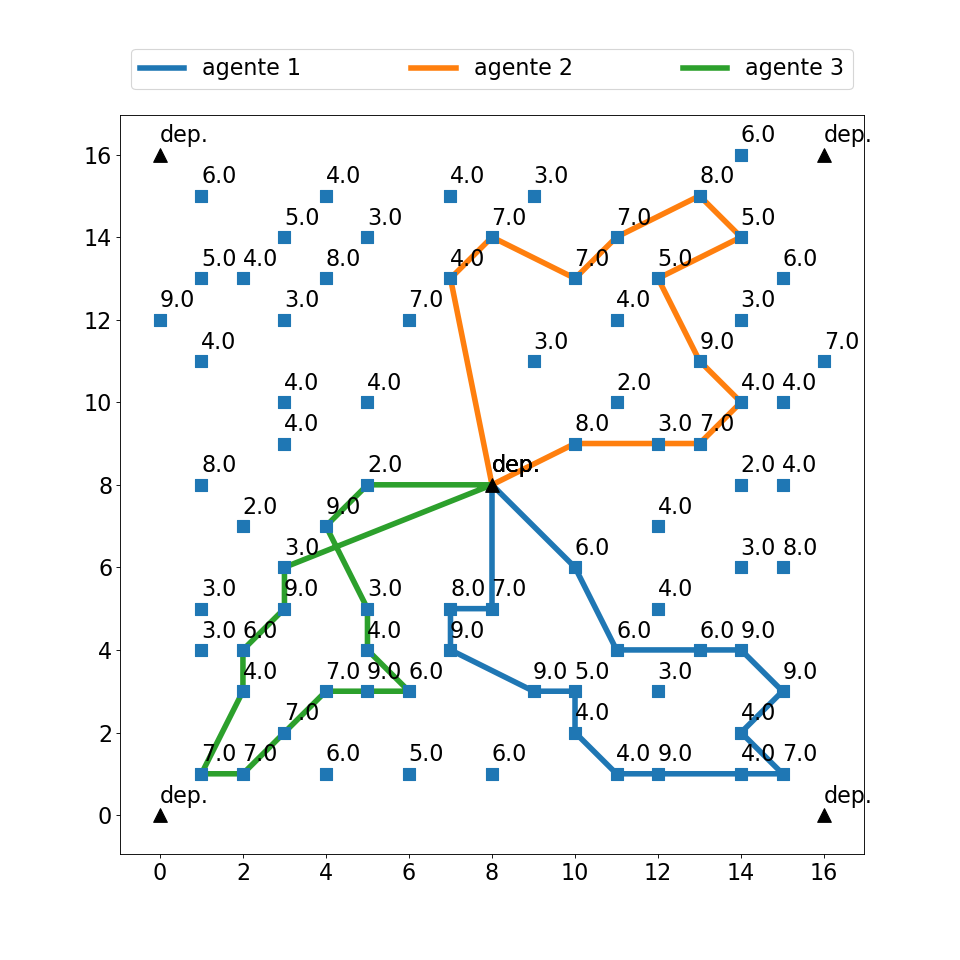 agente 1 agente 2 agente 3
dep. 6.0 dep.
16
6.0 4.0 4.0 3.0 8.0
5.0 3.0 7.0 7.0 5.0
14
5.0 4.0 8.0 4.0 7.0 5.0 6.0
9.0 3.0 7.0 4.0 3.0
12
4.0 3.0 9.0 7.0
4.0 4.0 2.0 4.0 4.0
10
4.0 8.0 3.0 7.0
8.0 2.0 dep. 2.0 4.0
8
2.0 9.0 4.0
3.0 6.0 3.0 8.0
6
3.0 9.0 3.0 8.0 7.0 4.0
3.0 6.0 4.0 9.0 6.0 6.0 9.0
4
4.0 7.0 9.0 6.0 9.0 5.0 3.0 9.0
7.0 4.0 4.0
2
7.0 7.0 6.0 5.0 6.0 4.0 9.0 4.0 7.0
dep. dep.
0
0 2 4 6 8 10 12 14 16